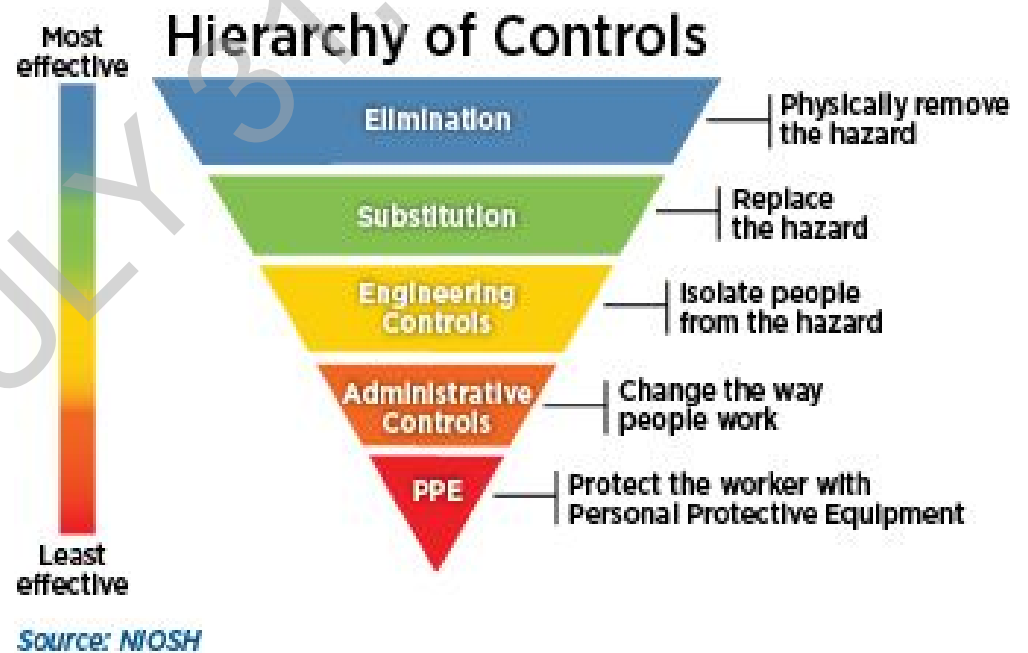 Hierarchy of Controls
Most
effective
Elimination
Physically remove
the hazard
Substitution
Replace
the hazard
Engineering
Controls
Isolate people
from the hazard
Administrative
Controls
Change the way
people work
PPE
Protect the worker with
Personal Protective Equipment
Least
effective
Source: NIOSH
ULY 31,